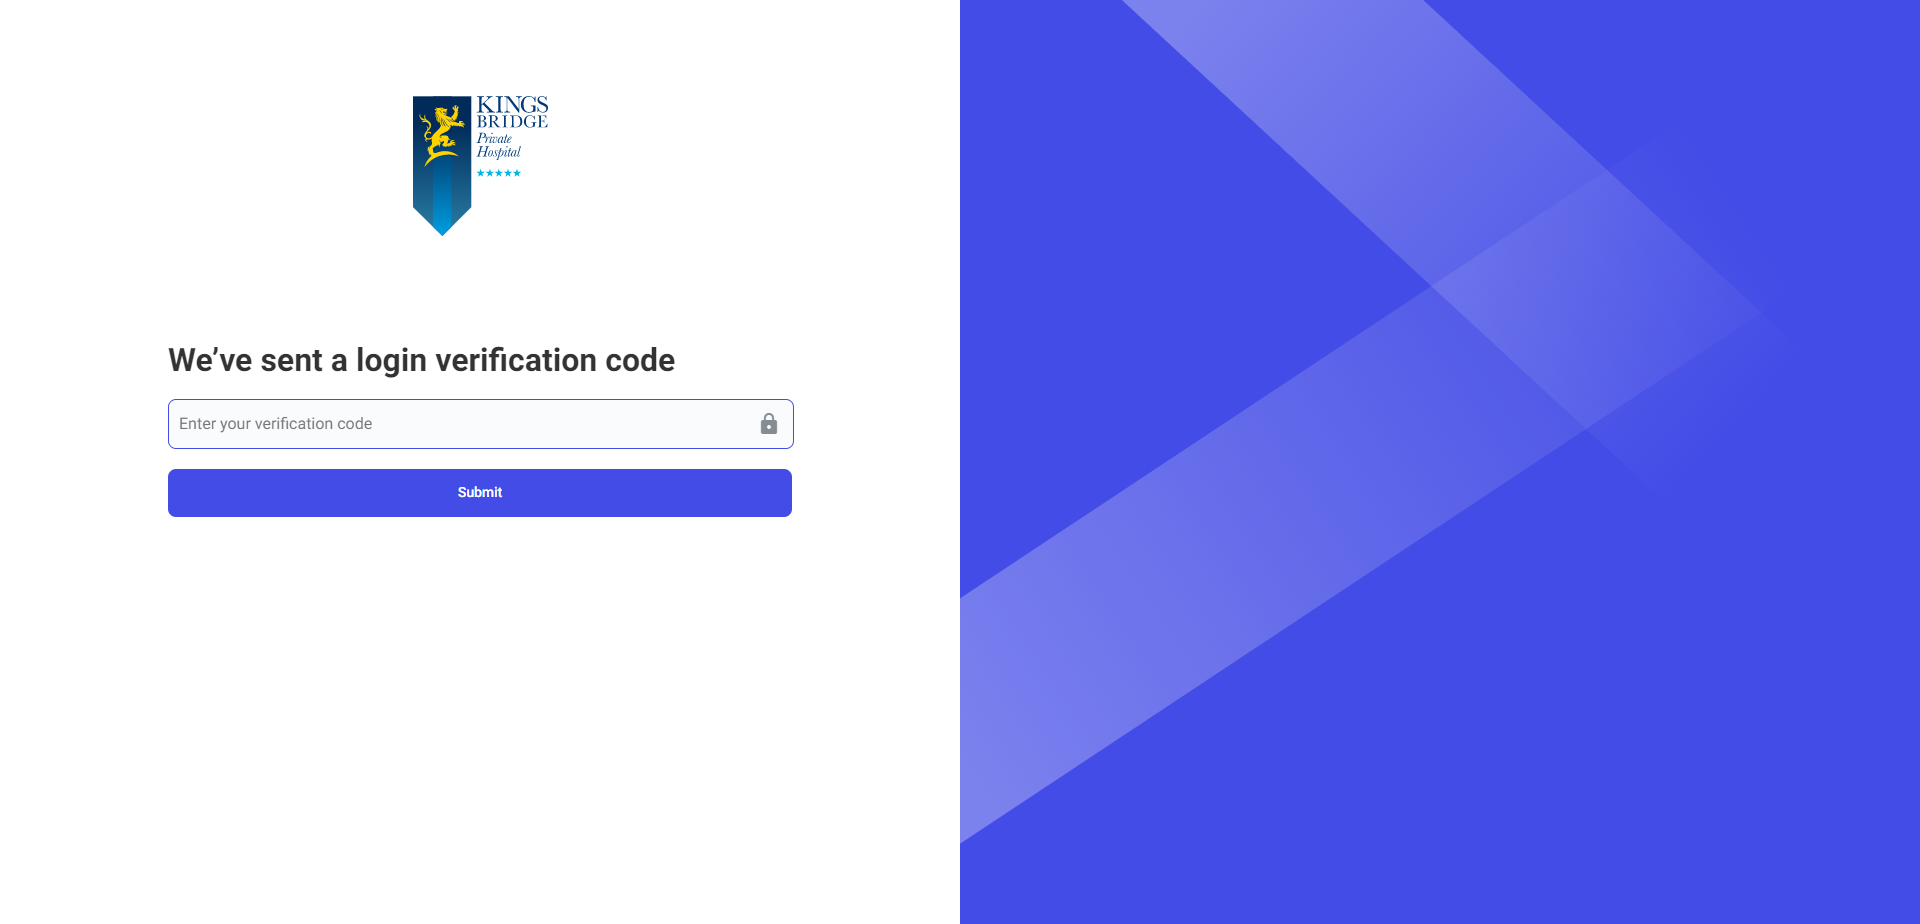 KINGS
BRIDGE
Private
Hospital
We’ve sent a login verification code
Enter your verification code
Submit